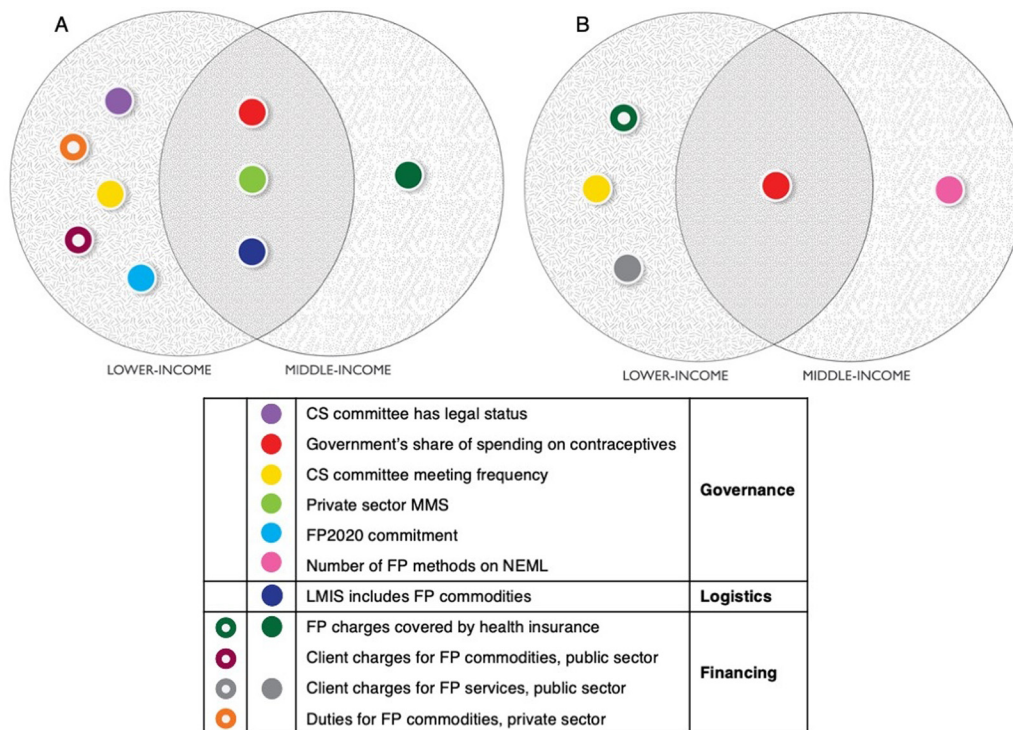 A
B
LOWER-INCOME
MIDDLE-INCOME
LOWER-INCOME
MIDDLE-INCOME
CS committee has legal status
Government's share of spending on contraceptives
CS committee meeting frequency
Governance
Private sector MMS
FP2020 commitment
Number of FP methods on NEML
LMIS includes FP commodities
Logistics
FP charges covered by health insurance
Client charges for FP commodities, public sector
Financing
Client charges for FP services, public sector
Duties for FP commodities, private sector